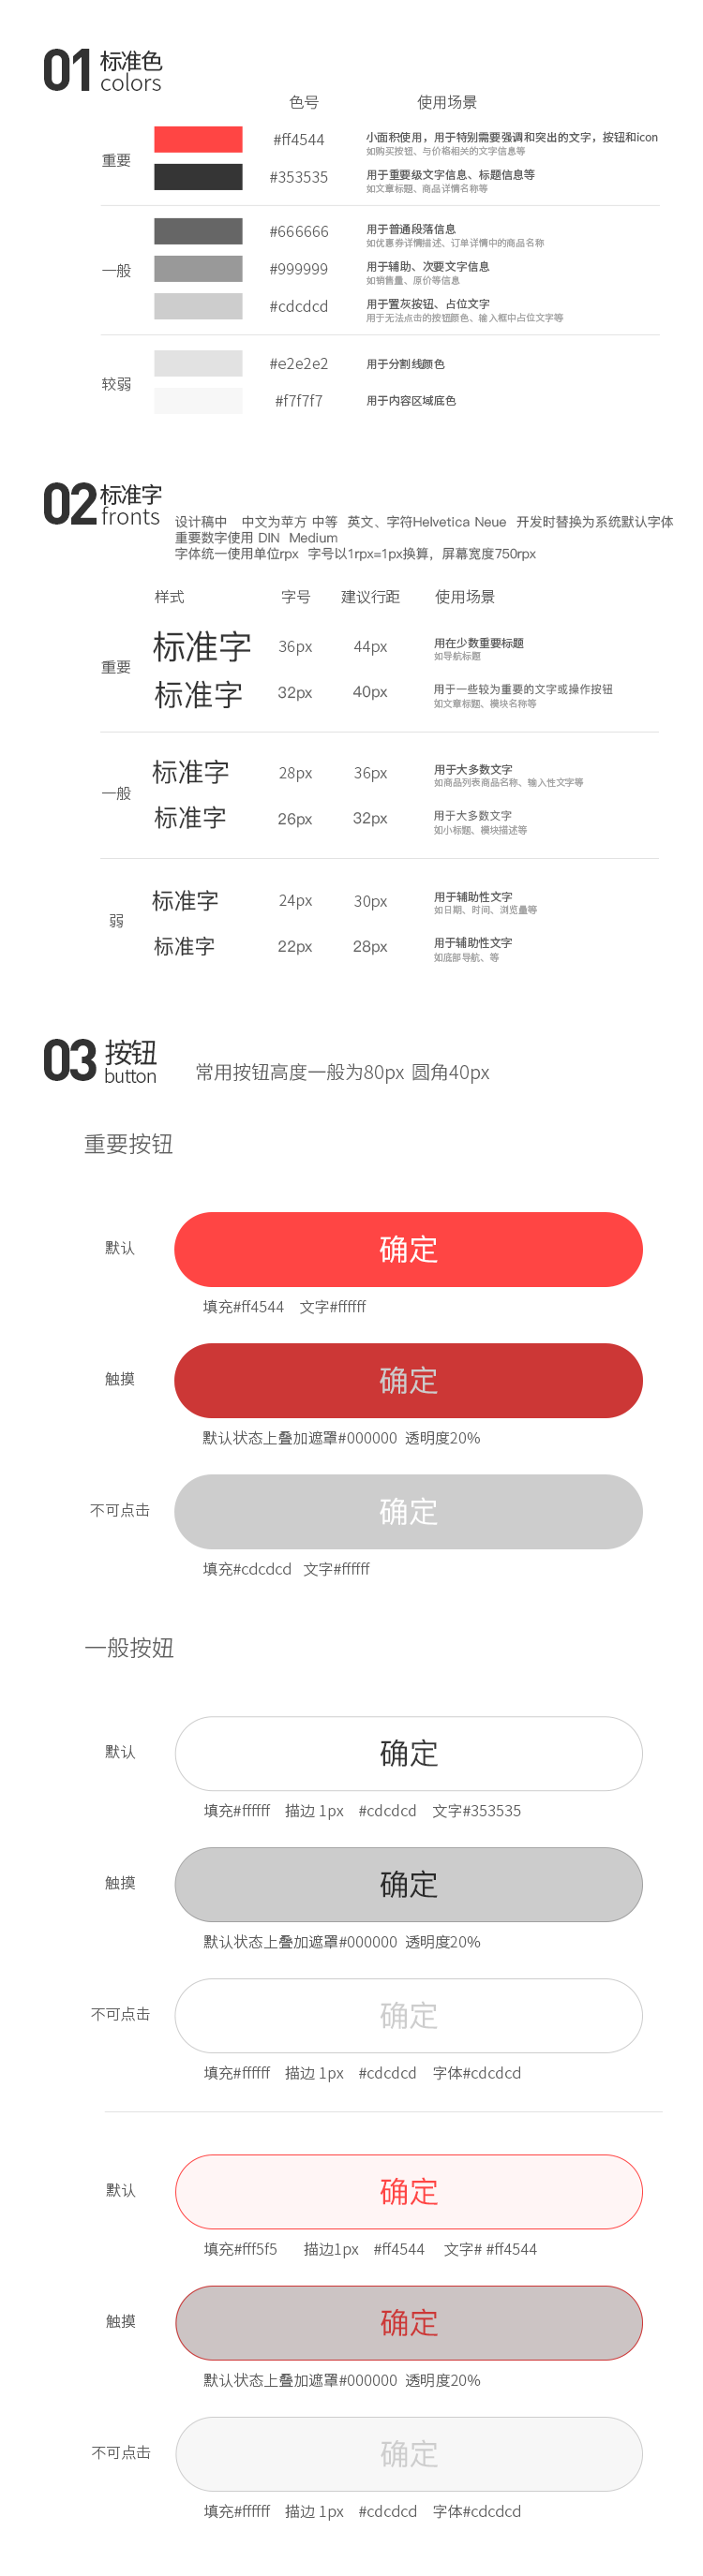 01 标准色
colors
色号 使用场景
重要
#ff4544 小面积使用，用于特别需要强调和突出的文字，按钮和icon
如购买按钮、与价格相关的文字信息等
#353535 用于重要级文字信息、标题信息等
如文章标题、商品详情名称等
一般
#666666 用于普通段落信息
如优惠券详情描述、订单详情中的商品名称
#999999 用于辅助、次要文字信息
如销售量、原价等信息
#cdcdcd 用于置灰按钮、占位文字
用于无法点击的按钮颜色、输入框中占位文字等
较弱
#e2e2e2 用于分割线颜色
#f7f7f7 用于内容区域底色
02 标准字
fronts
设计稿中 中文为苹方 中等 英文、字符Helvetica Neue 开发时替换为系统默认字体
重要数字使用 DIN Medium
字体统一使用单位rpx 字号以1rpx=1px换算，屏幕宽度750rpx
样式 字号 建议行距 使用场景
重要
标准字 36px 44px 用在少数重要标题
如导航标题
标准字 32px 40px 用于一些较为重要的文字或操作按钮
如文章标题、模块名称等
一般
标准字 28px 36px 用于大多数文字
如商品列表商品名称、输入性文字等
标准字 26px 32px 用于大多数文字
如小标题、模块描述等
弱
标准字 24px 30px 用于辅助性文字
如日期、时间、浏览量等
标准字 22px 28px 用于辅助性文字
如底部导航、等
03 按钮
button
常用按钮高度一般为80px 圆角40px
重要按钮
默认 确定
填充#ff4544 文字#ffffff
触摸 确定
默认状态上叠加遮罩#000000 透明度20%
不可点击 确定
填充#cdcdcd 文字#ffffff
一般按妞
默认 确定
填充#ffffff 描边 1px #cdcdcd 文字#353535
触摸 确定
默认状态上叠加遮罩#000000 透明度20%
不可点击 确定
填充#ffffff 描边 1px #cdcdcd 字体#cdcdcd
默认 确定
填充#fff5f5 描边1px #ff4544 文字# #ff4544
触摸 确定
默认状态上叠加遮罩#000000 透明度20%
不可点击 确定
填充#ffffff 描边 1px #cdcdcd 字体#cdcdcd